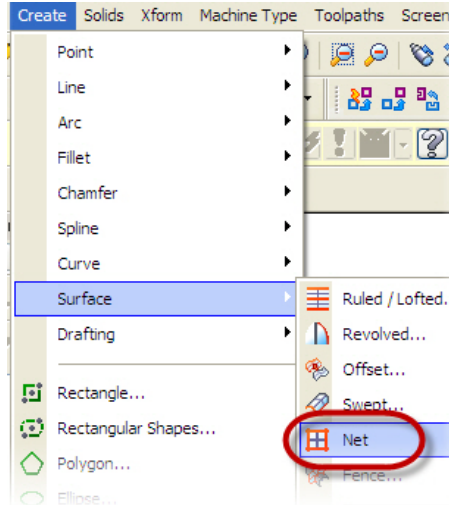 Create Solids Xform Machine Type Toolpaths Screen
Point
Line
Arc
Fillet
Chamfer
Spline
Curve
Surface
Drafting
Rectangle...
Rectangular Shapes...
Polygon...
Ellipse...
Ruled / Lofted.
Revolved...
Offset...
Swept...
Net
Fence...